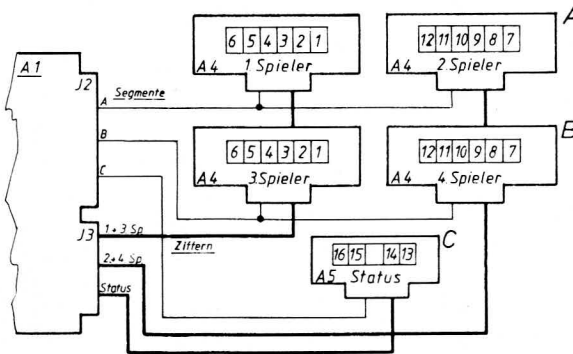 A
6 5 4 3 2 1
12 11 10 9 8 7
A4 1 Spieler
A4 2.Spieler
A1
J2
A Segmente
B
6 5 4 3 2 1
12 11 10 9 8 7
B
A4 3.Spieler
A4 4.Spieler
C
J3
1+3 Sp.
Ziffern
C
2.+4 Sp.
16 15 14 13
Status
A5 Status